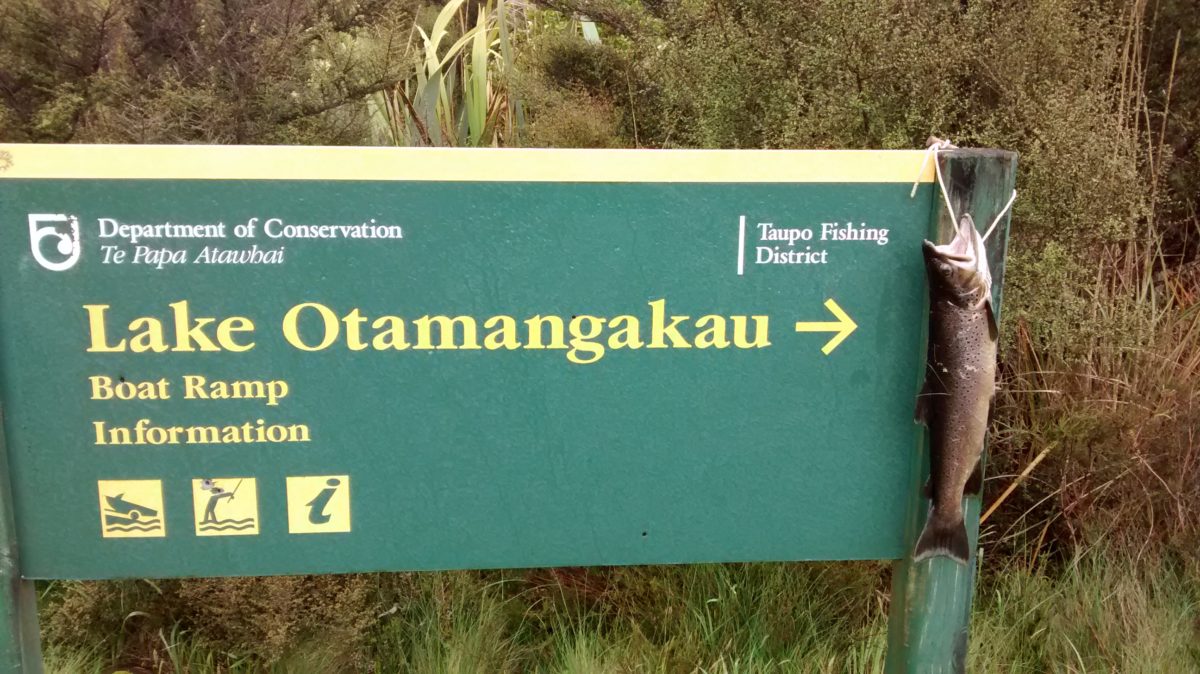 Department of Conservation
Te Papa Atawhai
Taupo Fishing
District
Lake Otamangakau →
Boat Ramp
Information
i